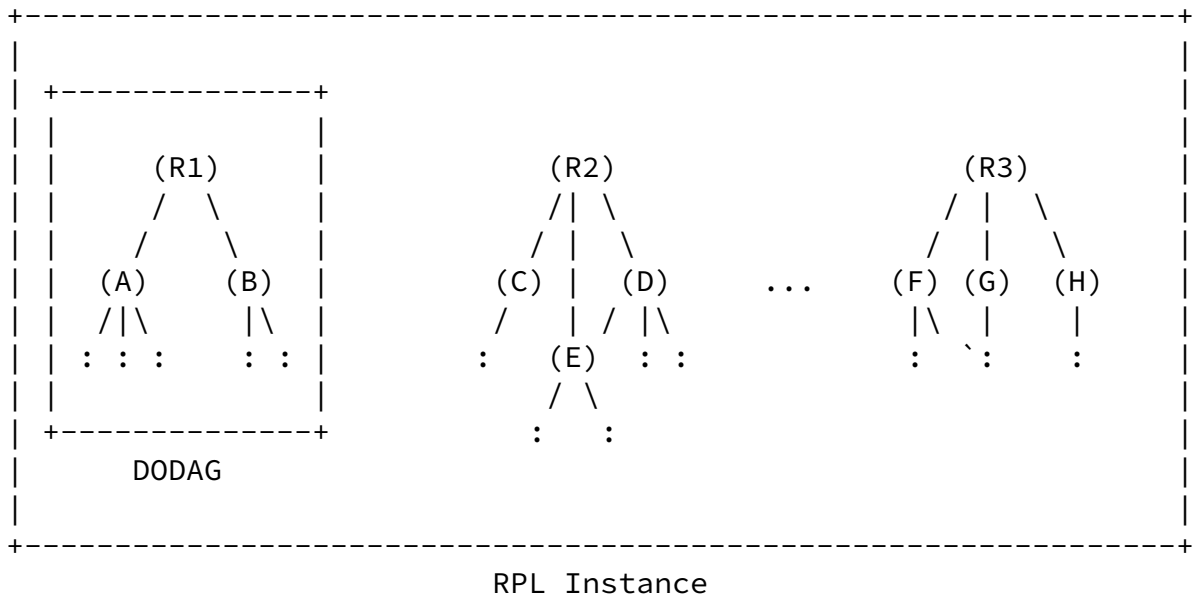 (R1) (R2) (R3)
(A) (B) (C) (D) ... (F) (G) (H)
: : : : : : (E) : : : `: :
: :
DODAG
RPL Instance